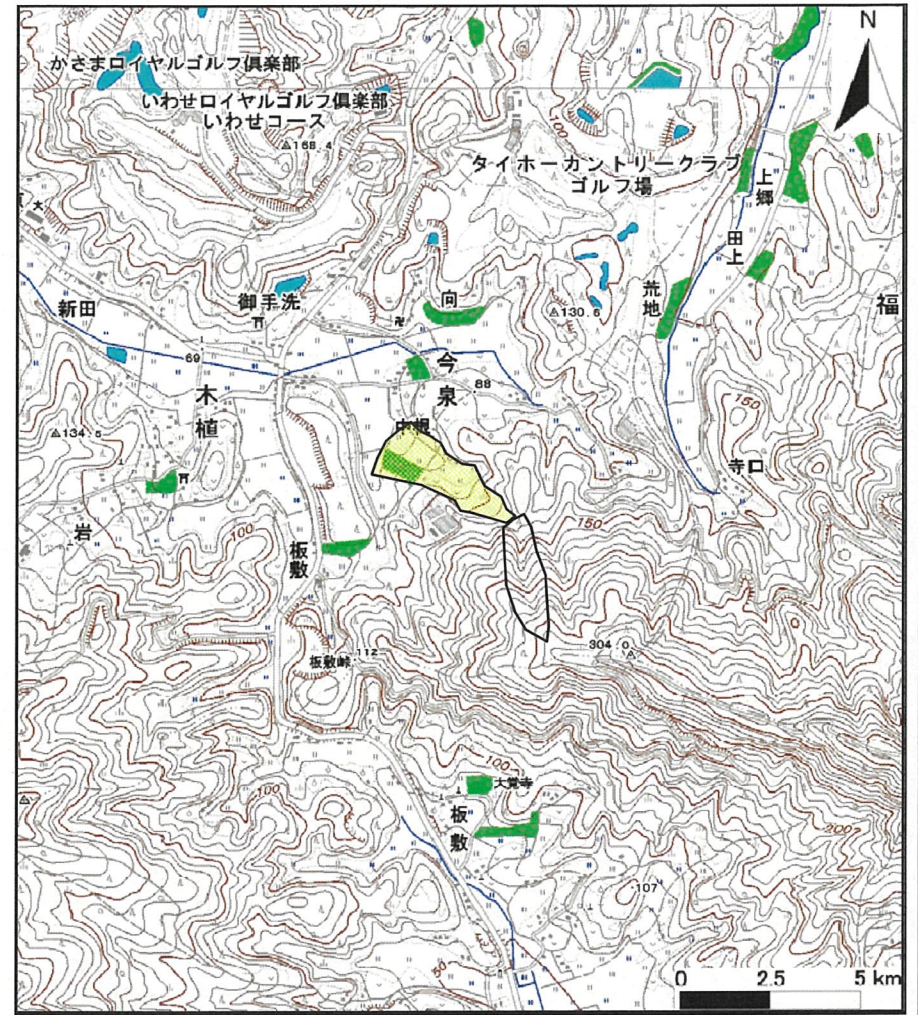 N
かさまロイヤルゴルフ倶楽部
いわせロイヤルゴルフ倶楽部
いわせコース
168.4
100
タイホーカントリークラブ
ゴルフ場
上郷
田上
荒地
福
新田
御手洗
向
130.6
69
今泉
88
木植
150
134.5
中根
寺口
岩
100
板敷
150
板敷峠
112
304.0
100
大覚寺
100
板敷
200
107
50
0 2.5 5 km